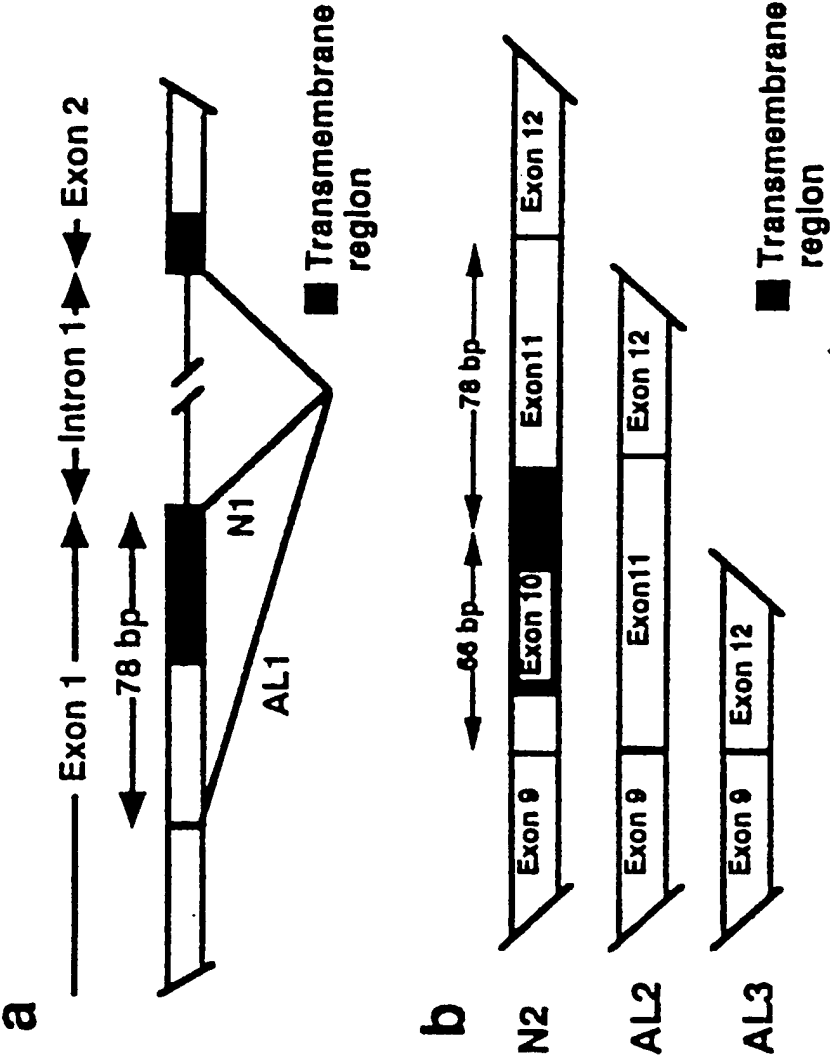 a
Exon 1
Intron 1
Exon 2
78 bp
N1
AL1
Transmembrane
region
b
66 bp
78 bp
N2
Exon 9
Exon 10
Exon11
Exon 12
AL2
Exon 9
Exon11
Exon 12
AL3
Exon 9
Exon 12
Transmembrane
region